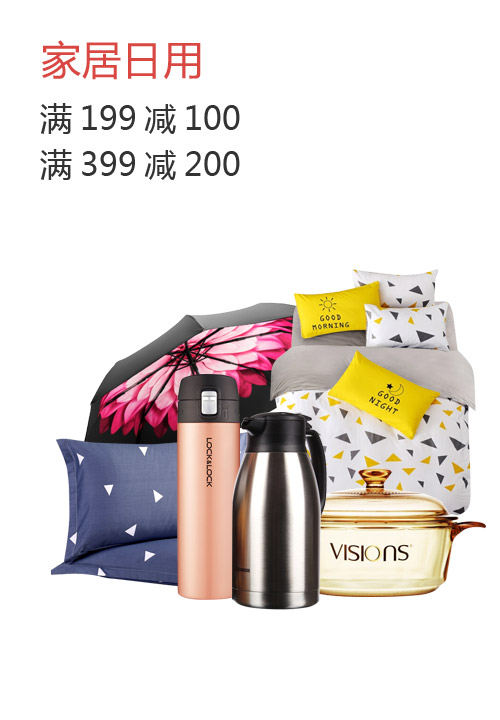 家居日用
满 199 减 100
满 399 减 200
GOOD
MORNING
GOOD
NIGHT
LOCK&LOCK
VISIONS